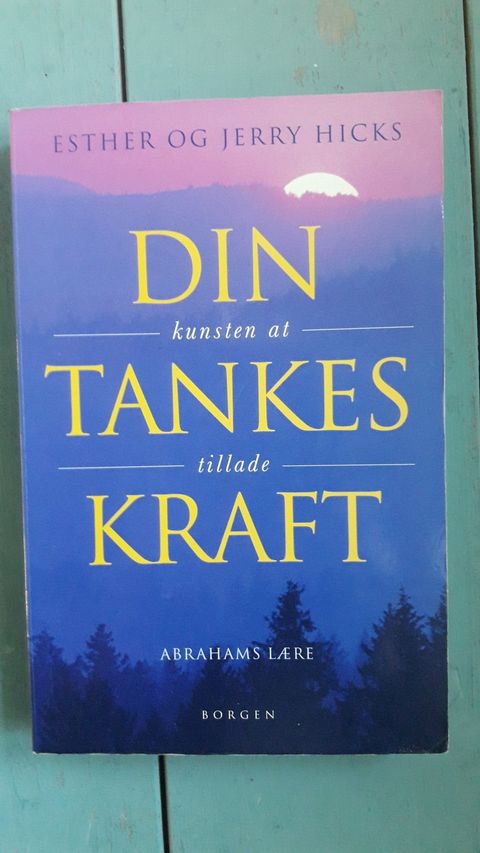 ESTHER OG JERRY HICKS
DIN
kunsten at
TANKES
tillade
KRAFT
ABRAHAMS LÆRE
BORGEN